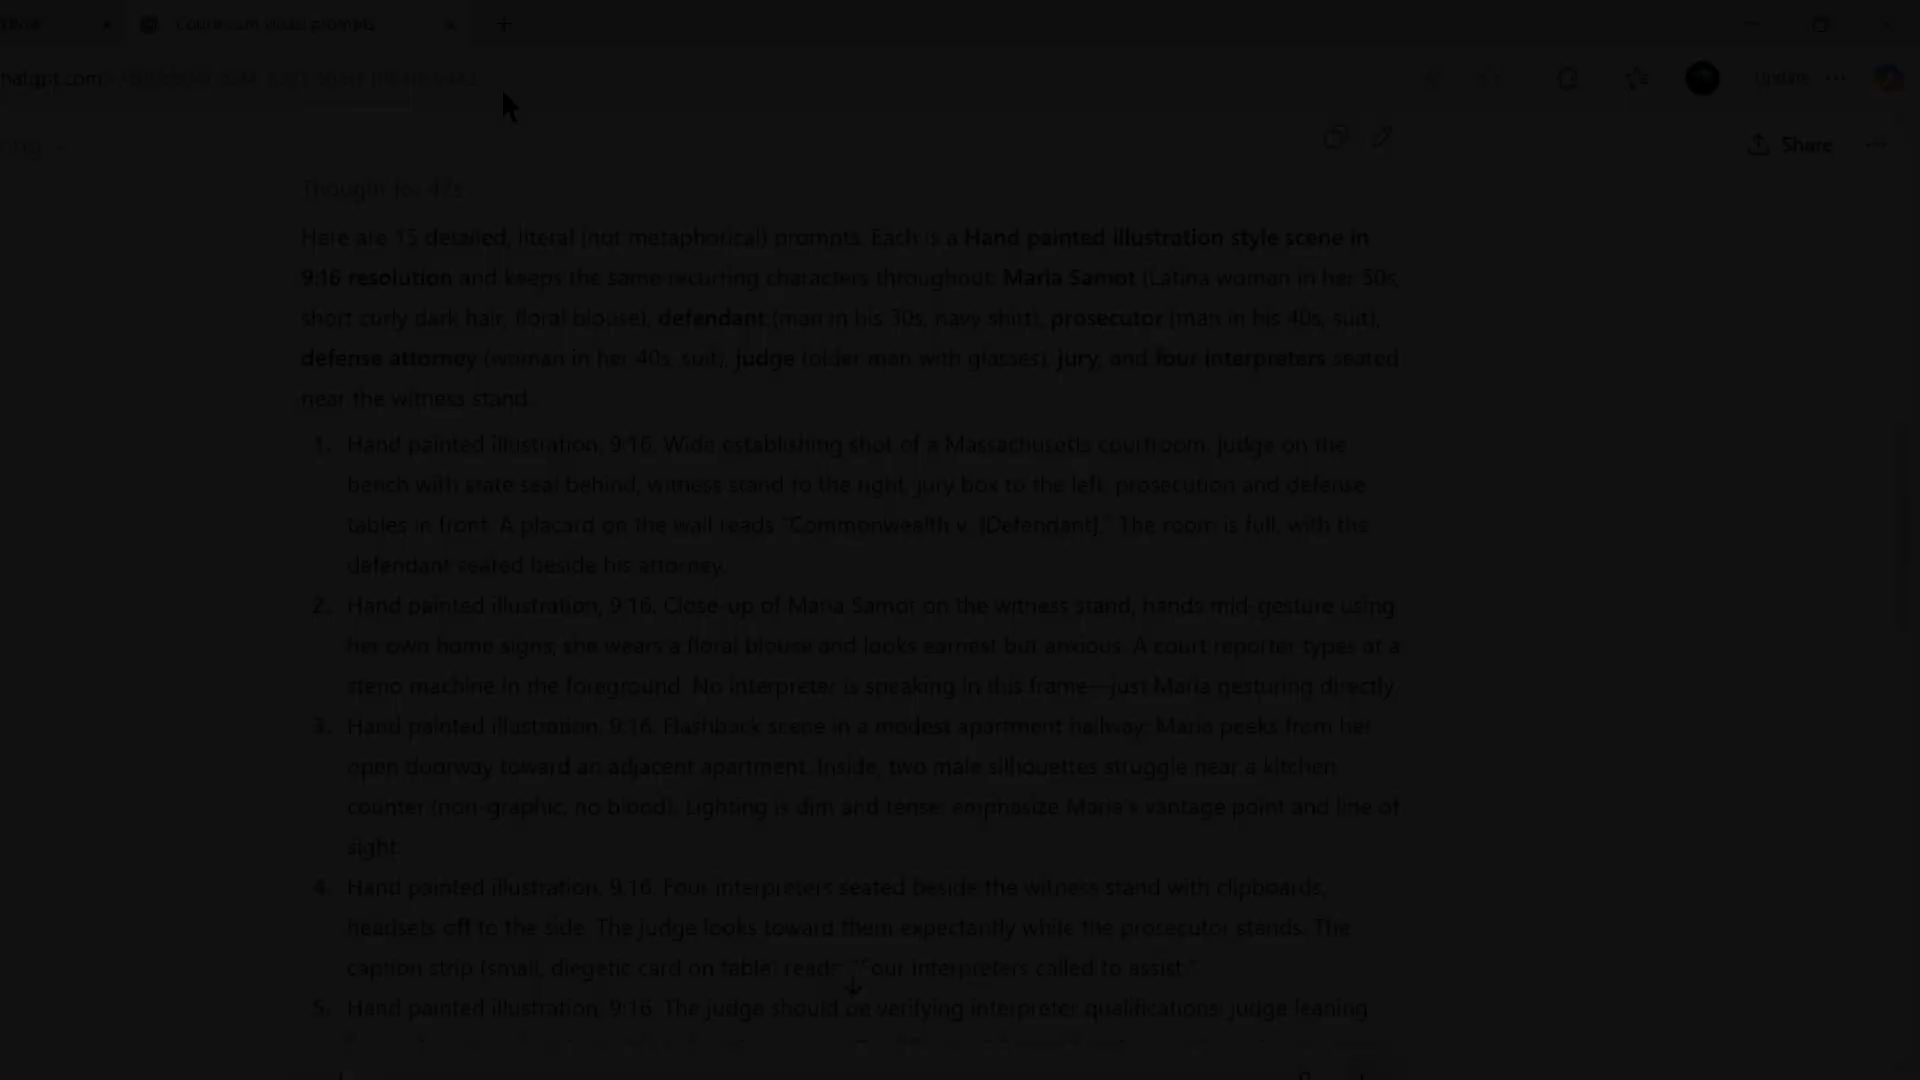 Courtroom visual prompts
hatgpt.com
Update
Share
Thought for 47s
Here are 15 detailed, literal (not metaphorical) prompts. Each is a Hand painted illustration style scene in
9:16 resolution and keeps the same recurring characters throughout: Maria Samot (Latina woman in her 50s,
short curly dark hair, floral blouse), defendant (man in his 30s, navy shirt), prosecutor (man in his 40s, suit),
defense attorney (woman in her 40s, suit), judge (older man with glasses), jury, and four interpreters seated
near the witness stand.
1. Hand painted illustration, 9:16. Wide establishing shot of a Massachusetts courtroom: judge on the
bench with state seal behind, witness stand to the right, jury box to the left, prosecution and defense
tables in front. A placard on the wall reads "Commonwealth v. [Defendant]." The room is full, with the
defendant seated beside his attorney.
2. Hand painted illustration, 9:16. Close-up of Maria Samot on the witness stand, hands mid-gesture using
her own home signs; she wears a floral blouse and looks earnest but anxious. A court reporter types at a
steno machine in the foreground. No interpreter is speaking in this frame—just Maria gesturing directly.
3. Hand painted illustration, 9:16. Flashback scene in a modest apartment hallway: Maria peeks from her
open doorway toward an adjacent apartment. Inside, two male silhouettes struggle near a kitchen
counter (non-graphic, no blood). Lighting is dim and tense; emphasize Maria's vantage point and line of
sight.
4. Hand painted illustration, 9:16. Four interpreters seated beside the witness stand with clipboards,
headsets off to the side. The judge looks toward them expectantly while the prosecutor stands. The
caption strip (small, diegetic card on table) reads: "Four interpreters called to assist."
5. Hand painted illustration, 9:16. The judge should be verifying interpreter qualifications: judge leaning